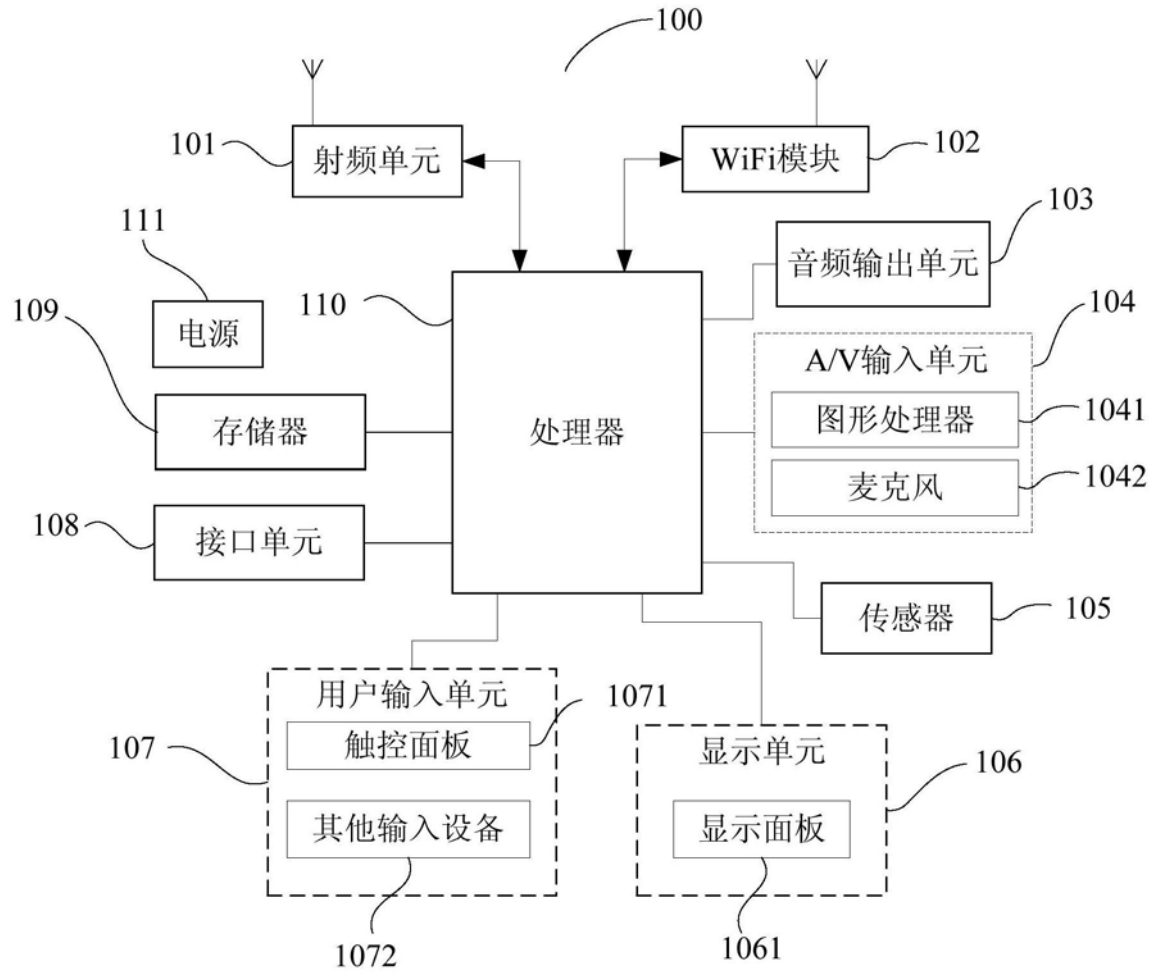 100
101
射频单元
WiFi模块
102
103
音频输出单元
111
电源
110
109
104
A/V输入单元
图形处理器
1041
存储器
处理器
麦克风
1042
108
接口单元
传感器
105
用户输入单元
1071
触控面板
107
显示单元
106
其他输入设备
显示面板
1072
1061